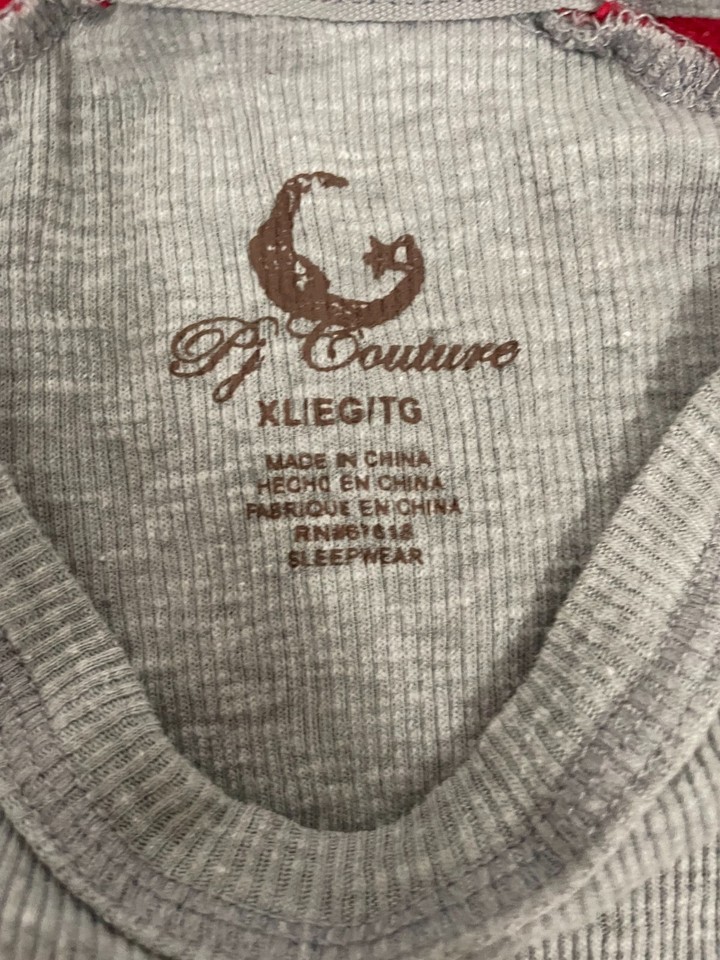 Pj Couture
XL/EG/TG
MADE IN CHINA
HECHO EN CHINA
FABRIQUE EN CHINA
SLEEPWEAR